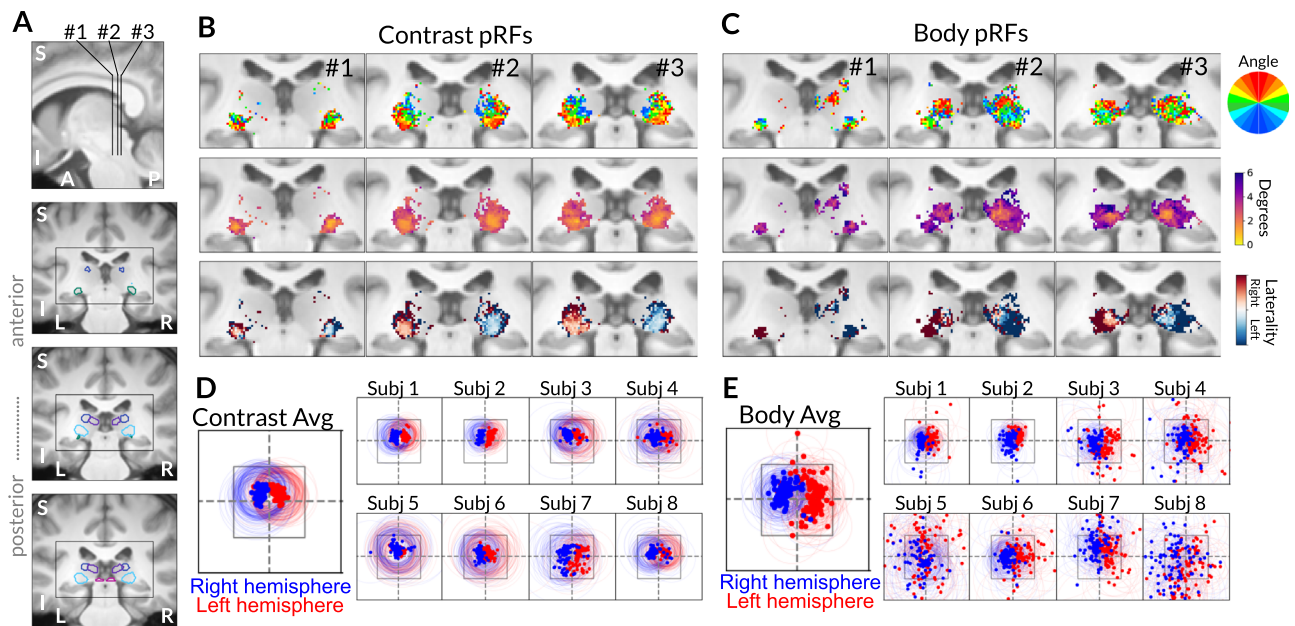 A
#1 #2 #3
S
I
A P
S
I
L R
S
I
L R
S
I
L R
anterior
posterior
B
Contrast pRFs
#1 #2 #3
C
Body pRFs
#1 #2 #3
Angle
6
4
2
0
Degrees
Right
Left
Laterality
D
Contrast Avg
Right hemisphere
Left hemisphere
Subj 1 Subj 2 Subj 3 Subj 4
Subj 5 Subj 6 Subj 7 Subj 8
E
Body Avg
Right hemisphere
Left hemisphere
Subj 1 Subj 2 Subj 3 Subj 4
Subj 5 Subj 6 Subj 7 Subj 8